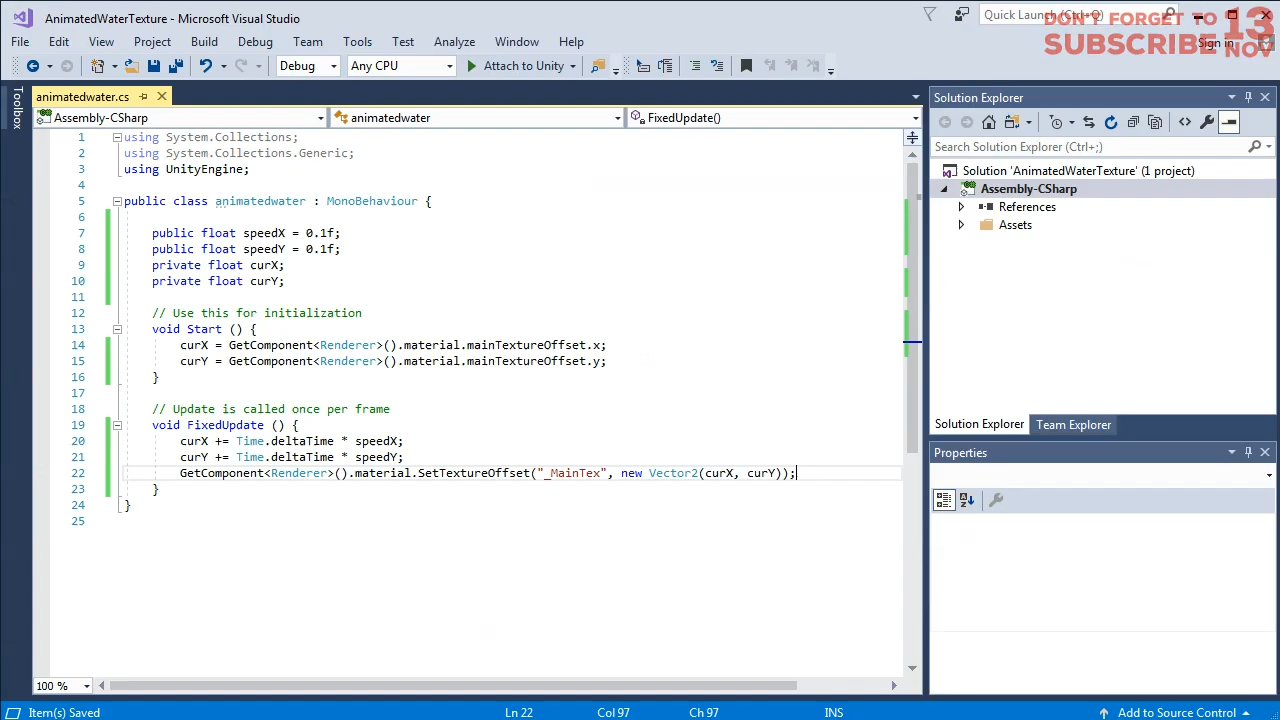 AnimatedWaterTexture - Microsoft Visual Studio
Quick Launch (Ctrl+Q)
DON'T FORGET TO 13
SUBSCRIBE NOW
File Edit View Project Build Debug Team Tools Test Analyze Window Help
Sign in
Debug Any CPU Attach to Unity
Toolbox
animatedwater.cs
Assembly-CSharp animatedwater FixedUpdate()
1 using System.Collections;
2 using System.Collections.Generic;
3 using UnityEngine;
4
5 public class animatedwater : MonoBehaviour {
6
7 public float speedX = 0.1f;
8 public float speedY = 0.1f;
9 private float curX;
10 private float curY;
11
12 // Use this for initialization
13 void Start () {
14 curX = GetComponent<Renderer>().material.mainTextureOffset.x;
15 curY = GetComponent<Renderer>().material.mainTextureOffset.y;
16 }
17
18 // Update is called once per frame
19 void FixedUpdate () {
20 curX += Time.deltaTime * speedX;
21 curY += Time.deltaTime * speedY;
22 GetComponent<Renderer>().material.SetTextureOffset("_MainTex", new Vector2(curX, curY));
23 }
24 }
25
100 %
Solution Explorer
Search Solution Explorer (Ctrl+;)
Solution 'AnimatedWaterTexture' (1 project)
Assembly-CSharp
References
Assets
Solution Explorer Team Explorer
Properties
Item(s) Saved Ln 22 Col 97 Ch 97 INS Add to Source Control